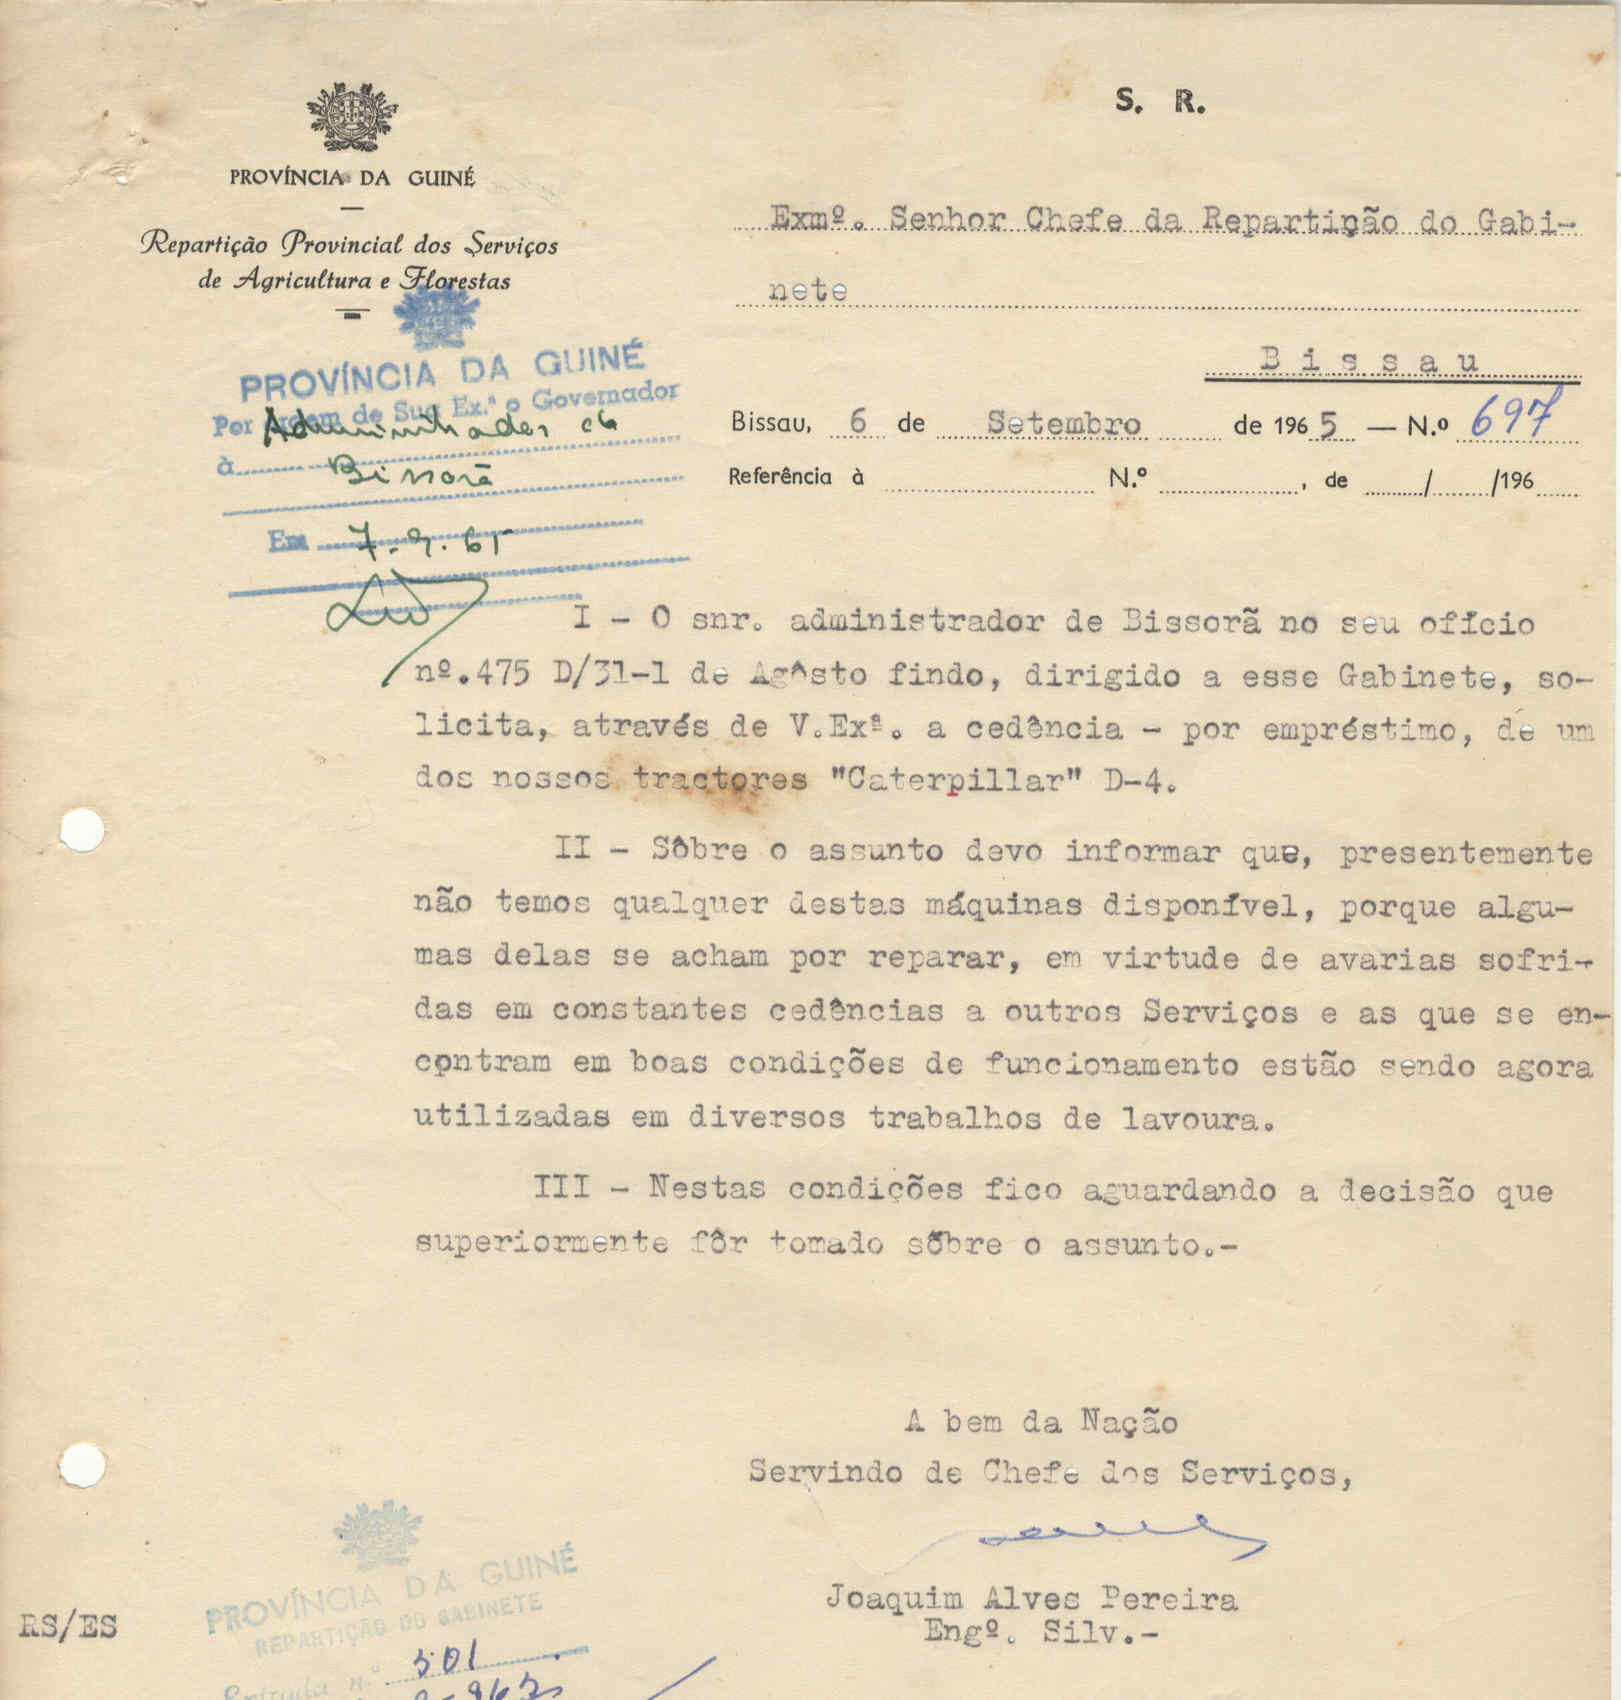 S. R.
PROVÍNCIA DA GUINÉ
Repartição Provincial dos Serviços
de Agricultura e Florestas
Exmº. Senhor Chefe da Repartição do Gabi-
nete
Bissau
Bissau, 6 de Setembro de 1965 — N.º 697
Referência à N.º , de / /196
PROVÍNCIA DA GUINÉ
Por ordem de Sua Ex.ª o Governador
à Administrador de
Bissorã
Em 7-9-65
I - O snr. administrador de Bissorã no seu ofício
nº.475 D/31-1 de Agôsto findo, dirigido a esse Gabinete, so-
licita, através de V.Exª. a cedência - por empréstimo, de um
dos nossos tractores "Caterpillar" D-4.
II - Sôbre o assunto devo informar que, presentemente
não temos qualquer destas máquinas disponível, porque algu-
mas delas se acham por reparar, em virtude de avarias sofri-
das em constantes cedências a outros Serviços e as que se en-
contram em boas condições de funcionamento estão sendo agora
utilizadas em diversos trabalhos de lavoura.
III - Nestas condições fico aguardando a decisão que
superiormente fôr tomado sôbre o assunto.-
A bem da Nação
Servindo de Chefe dos Serviços,
Joaquim Alves Pereira
Engº. Silv.-
RS/ES
PROVÍNCIA DA GUINÉ
REPARTIÇÃO DO GABINETE
Entrada n.º 501